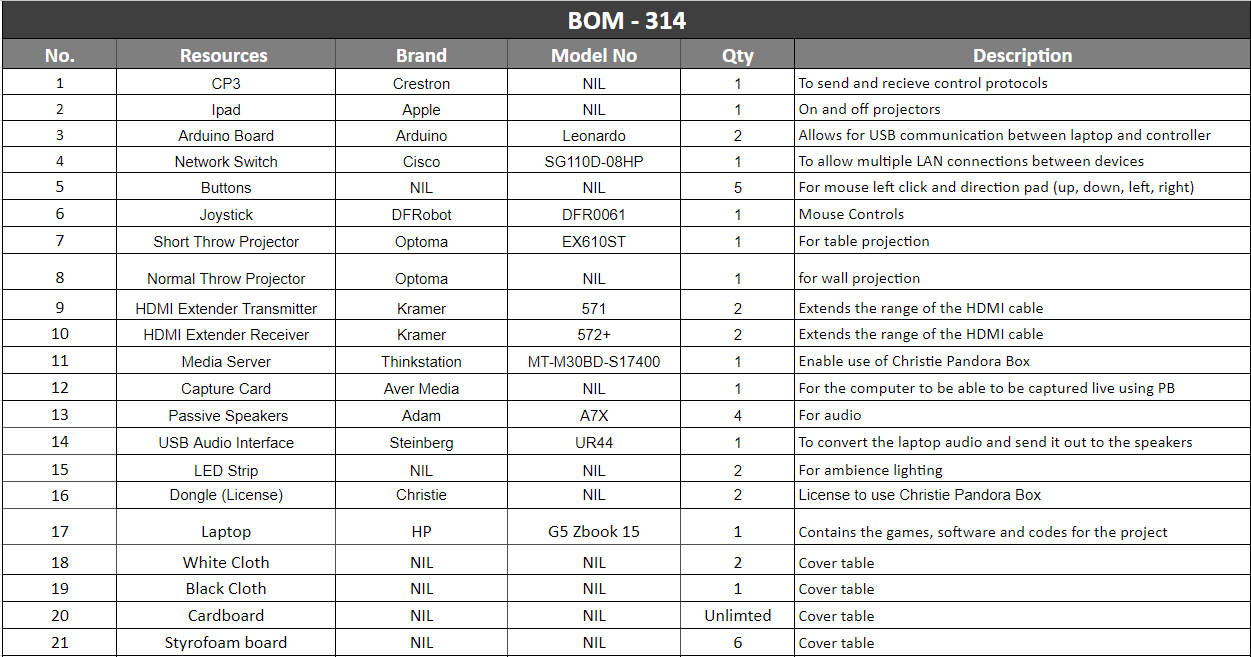 BOM - 314
No. Resources Brand Model No Qty Description
1 CP3 Crestron NIL 1 To send and recieve control protocols
2 Ipad Apple NIL 1 On and off projectors
3 Arduino Board Arduino Leonardo 2 Allows for USB communication between laptop and controller
4 Network Switch Cisco SG110D-08HP 1 To allow multiple LAN connections between devices
5 Buttons NIL NIL 5 For mouse left click and direction pad (up, down, left, right)
6 Joystick DFRobot DFR0061 1 Mouse Controls
7 Short Throw Projector Optoma EX610ST 1 For table projection
8 Normal Throw Projector Optoma NIL 1 for wall projection
9 HDMI Extender Transmitter Kramer 571 2 Extends the range of the HDMI cable
10 HDMI Extender Receiver Kramer 572+ 2 Extends the range of the HDMI cable
11 Media Server Thinkstation MT-M30BD-S17400 1 Enable use of Christie Pandora Box
12 Capture Card Aver Media NIL 1 For the computer to be able to be captured live using PB
13 Passive Speakers Adam A7X 4 For audio
14 USB Audio Interface Steinberg UR44 1 To convert the laptop audio and send it out to the speakers
15 LED Strip NIL NIL 2 For ambience lighting
16 Dongle (License) Christie NIL 2 License to use Christie Pandora Box
17 Laptop HP G5 Zbook 15 1 Contains the games, software and codes for the project
18 White Cloth NIL NIL 2 Cover table
19 Black Cloth NIL NIL 1 Cover table
20 Cardboard NIL NIL Unlimted Cover table
21 Styrofoam board NIL NIL 6 Cover table